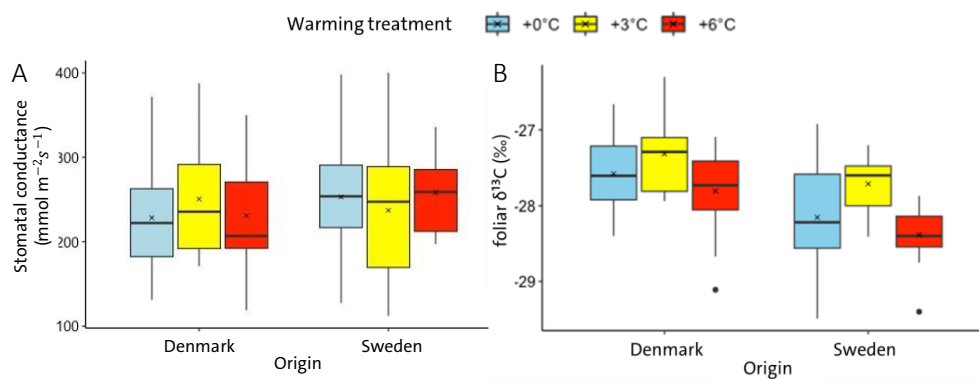 Warming treatment +0°C +3°C +6°C
A
B
Stomatal conductance
(mmol m⁻²s⁻¹)
400
300
200
100
Denmark Sweden
Origin
foliar δ¹³C (‰)
-27
-28
-29
Denmark Sweden
Origin